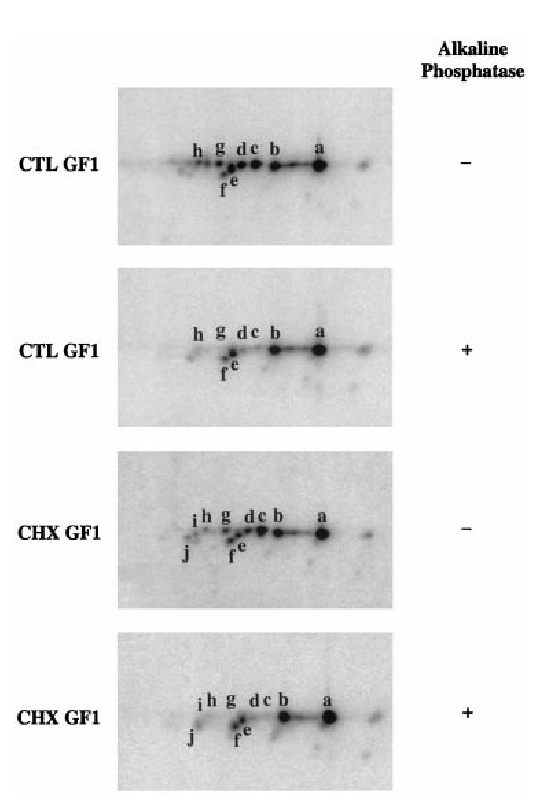 Alkaline
Phosphatase
h g d c b a
CTL GF1 −
f e
h g d c b a
CTL GF1 +
f e
i h g d c b a
CHX GF1 −
j f e
i h g d c b a
CHX GF1 +
j f e